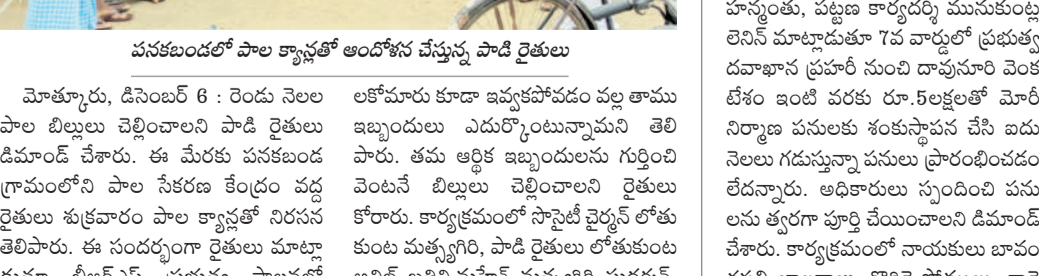 పనకబండలో పాల క్యాన్లతో ఆందోళన చేస్తున్న పాడి రైతులు
మోత్కూరు, డిసెంబర్ 6 : రెండు నెలల
పాల బిల్లులు చెల్లించాలని పాడి రైతులు
డిమాండ్ చేశారు. ఈ మేరకు పనకబండ
గ్రామంలోని పాల సేకరణ కేంద్రం వద్ద
రైతులు శుక్రవారం పాల క్యాన్లతో నిరసన
తెలిపారు. ఈ సందర్భంగా రైతులు మాట్లా
లకోమారు కూడా ఇవ్వకపోవడం వల్ల తాము
ఇబ్బందులు ఎదుర్కొంటున్నామని తెలి
పారు. తమ ఆర్థిక ఇబ్బందులను గుర్తించి
వెంటనే బిల్లులు చెల్లించాలని రైతులు
కోరారు. కార్యక్రమంలో సొసైటీ చైర్మన్ లోతు
కుంట మత్స్యగిరి, పాడి రైతులు లోతుకుంట
హన్మంతు, పట్టణ కార్యదర్శి మునుకుంట్ల
లెనిన్ మాట్లాడుతూ 7వ వార్డులో ప్రభుత్వ
దవాఖాన ప్రహరీ నుంచి దావునూరి వెంక
టేశం ఇంటి వరకు రూ.5లక్షలతో మోరీ
నిర్మాణ పనులకు శంకుస్థాపన చేసి ఐదు
నెలలు గడుస్తున్నా పనులు ప్రారంభించడం
లేదన్నారు. అధికారులు స్పందించి పను
లను త్వరగా పూర్తి చేయించాలని డిమాండ్
చేశారు. కార్యక్రమంలో నాయకులు బావం